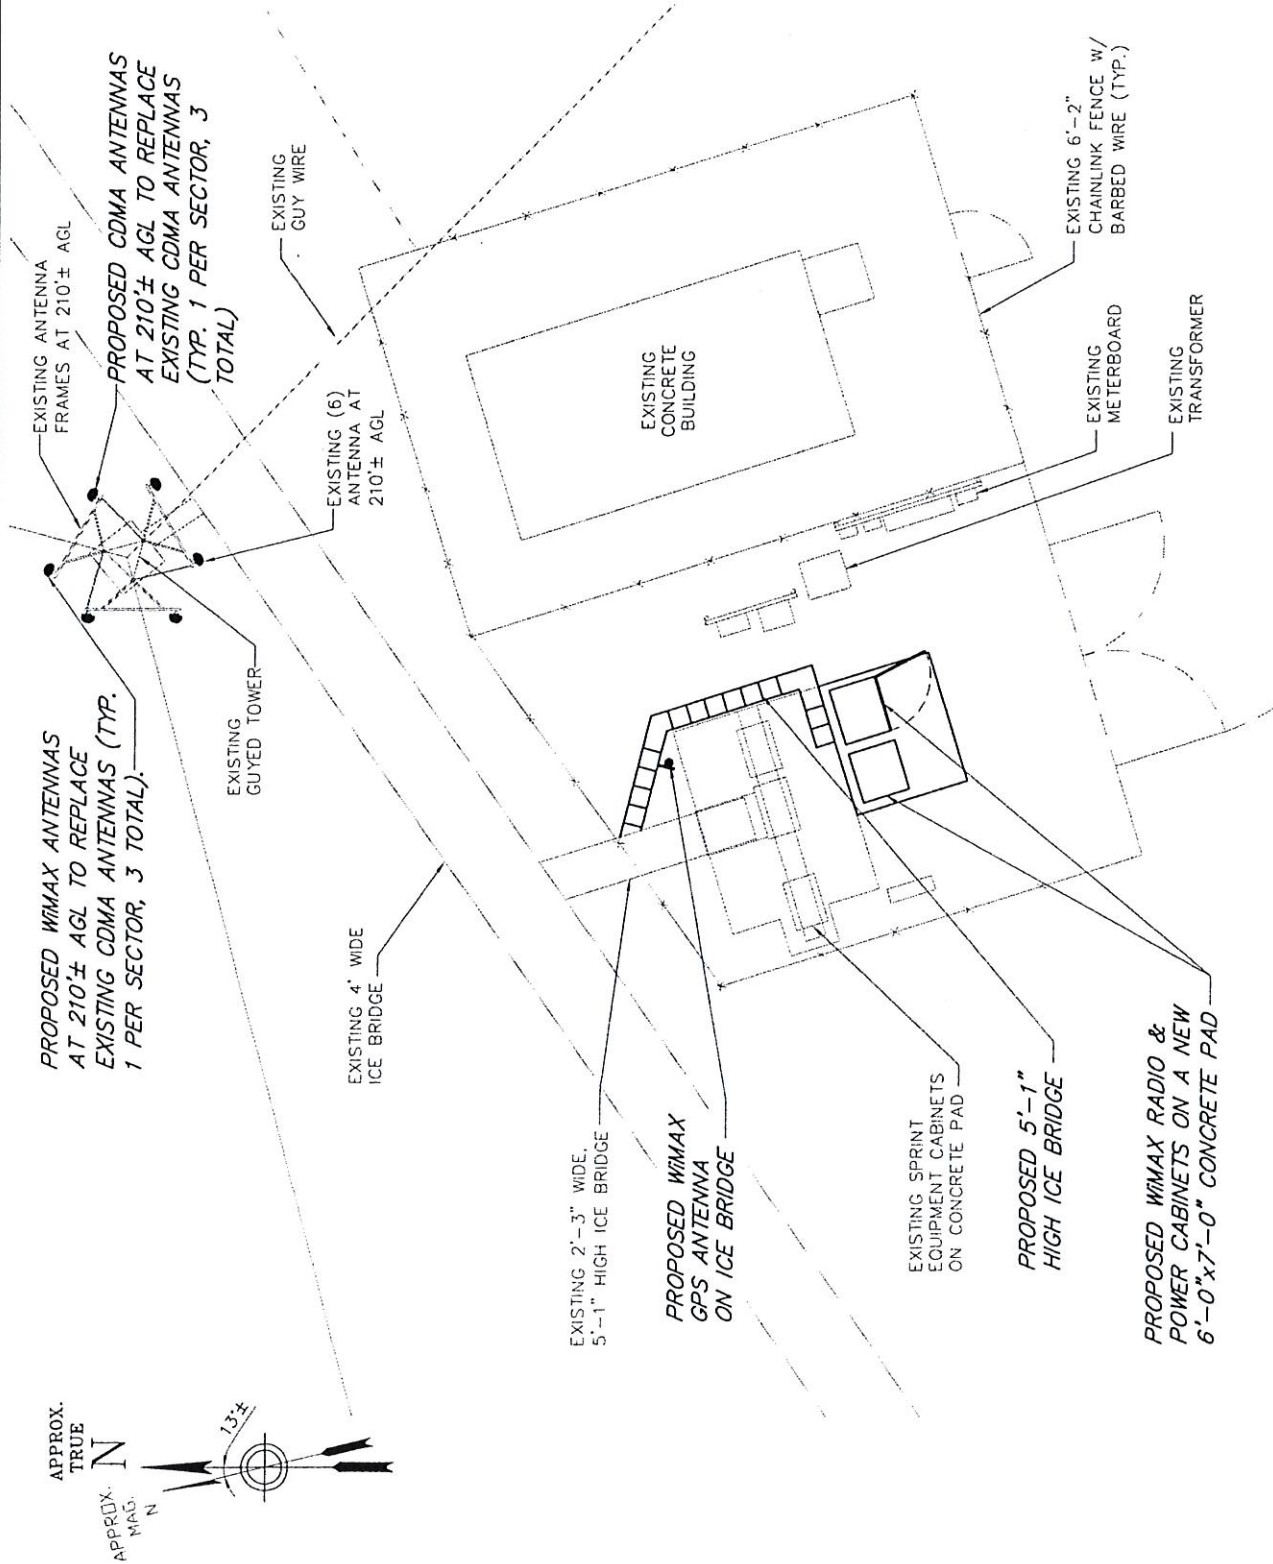 APPROX.
TRUE
N
APPROX.
MAG.
N
13°±
PROPOSED WiMAX ANTENNAS
AT 210'± AGL TO REPLACE
EXISTING CDMA ANTENNAS (TYP.
1 PER SECTOR, 3 TOTAL).
EXISTING ANTENNA
FRAMES AT 210'± AGL
PROPOSED CDMA ANTENNAS
AT 210'± AGL TO REPLACE
EXISTING CDMA ANTENNAS
(TYP. 1 PER SECTOR, 3
TOTAL)
EXISTING
GUY WIRE
EXISTING (6)
ANTENNA AT
210'± AGL
EXISTING
GUYED TOWER
EXISTING 4' WIDE
ICE BRIDGE
EXISTING 2'-3" WIDE,
5'-1" HIGH ICE BRIDGE
PROPOSED WiMAX
GPS ANTENNA
ON ICE BRIDGE
EXISTING
CONCRETE
BUILDING
EXISTING SPRINT
EQUIPMENT CABINETS
ON CONCRETE PAD
PROPOSED 5'-1"
HIGH ICE BRIDGE
PROPOSED WiMAX RADIO &
POWER CABINETS ON A NEW
6'-0"x7'-0" CONCRETE PAD
EXISTING 6'-2"
CHAINLINK FENCE W/
BARBED WIRE (TYP.)
EXISTING
METERBOARD
EXISTING
TRANSFORMER